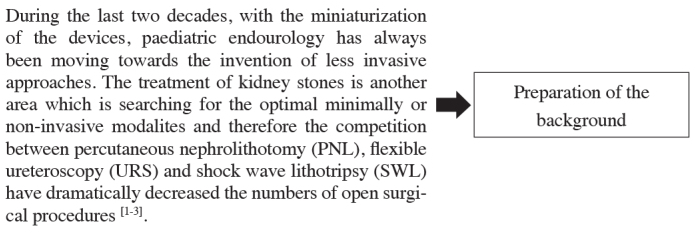 During the last two decades, with the miniaturization
of the devices, paediatric endourology has always
been moving towards the invention of less invasive
approaches. The treatment of kidney stones is another
area which is searching for the optimal minimally or
non-invasive modalites and therefore the competition
between percutaneous nephrolithotomy (PNL), flexible
ureteroscopy (URS) and shock wave lithotripsy (SWL)
have dramatically decreased the numbers of open surgi-
cal procedures [1-3].
Preparation of the
background